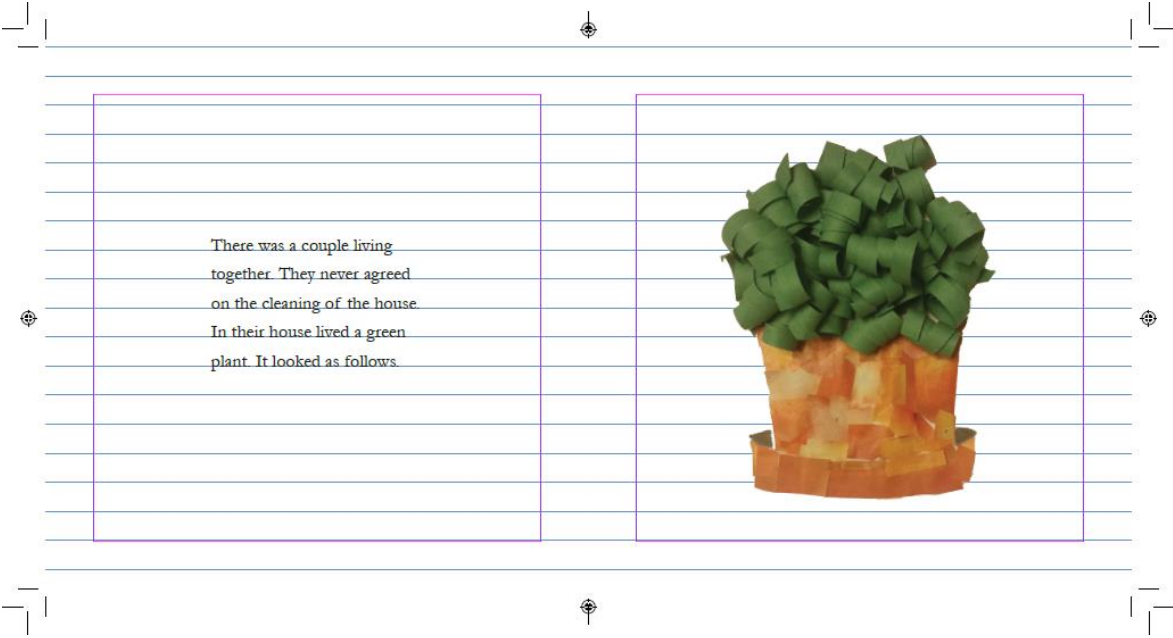 There was a couple living
together. They never agreed
on the cleaning of the house.
In their house lived a green
plant. It looked as follows.